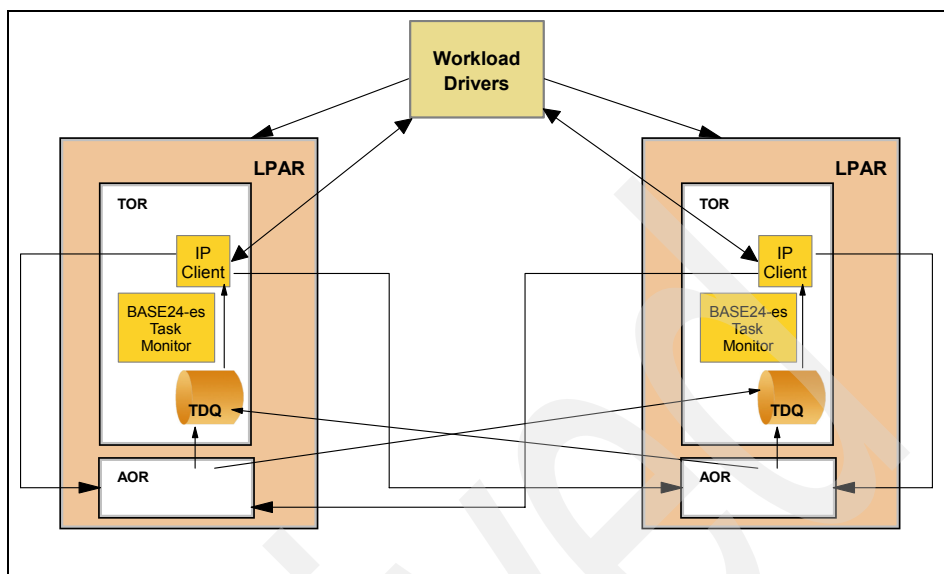 Workload
Drivers
LPAR
TOR
IP
Client
BASE24-es
Task
Monitor
TDQ
AOR
LPAR
TOR
IP
Client
BASE24-es
Task
Monitor
TDQ
AOR